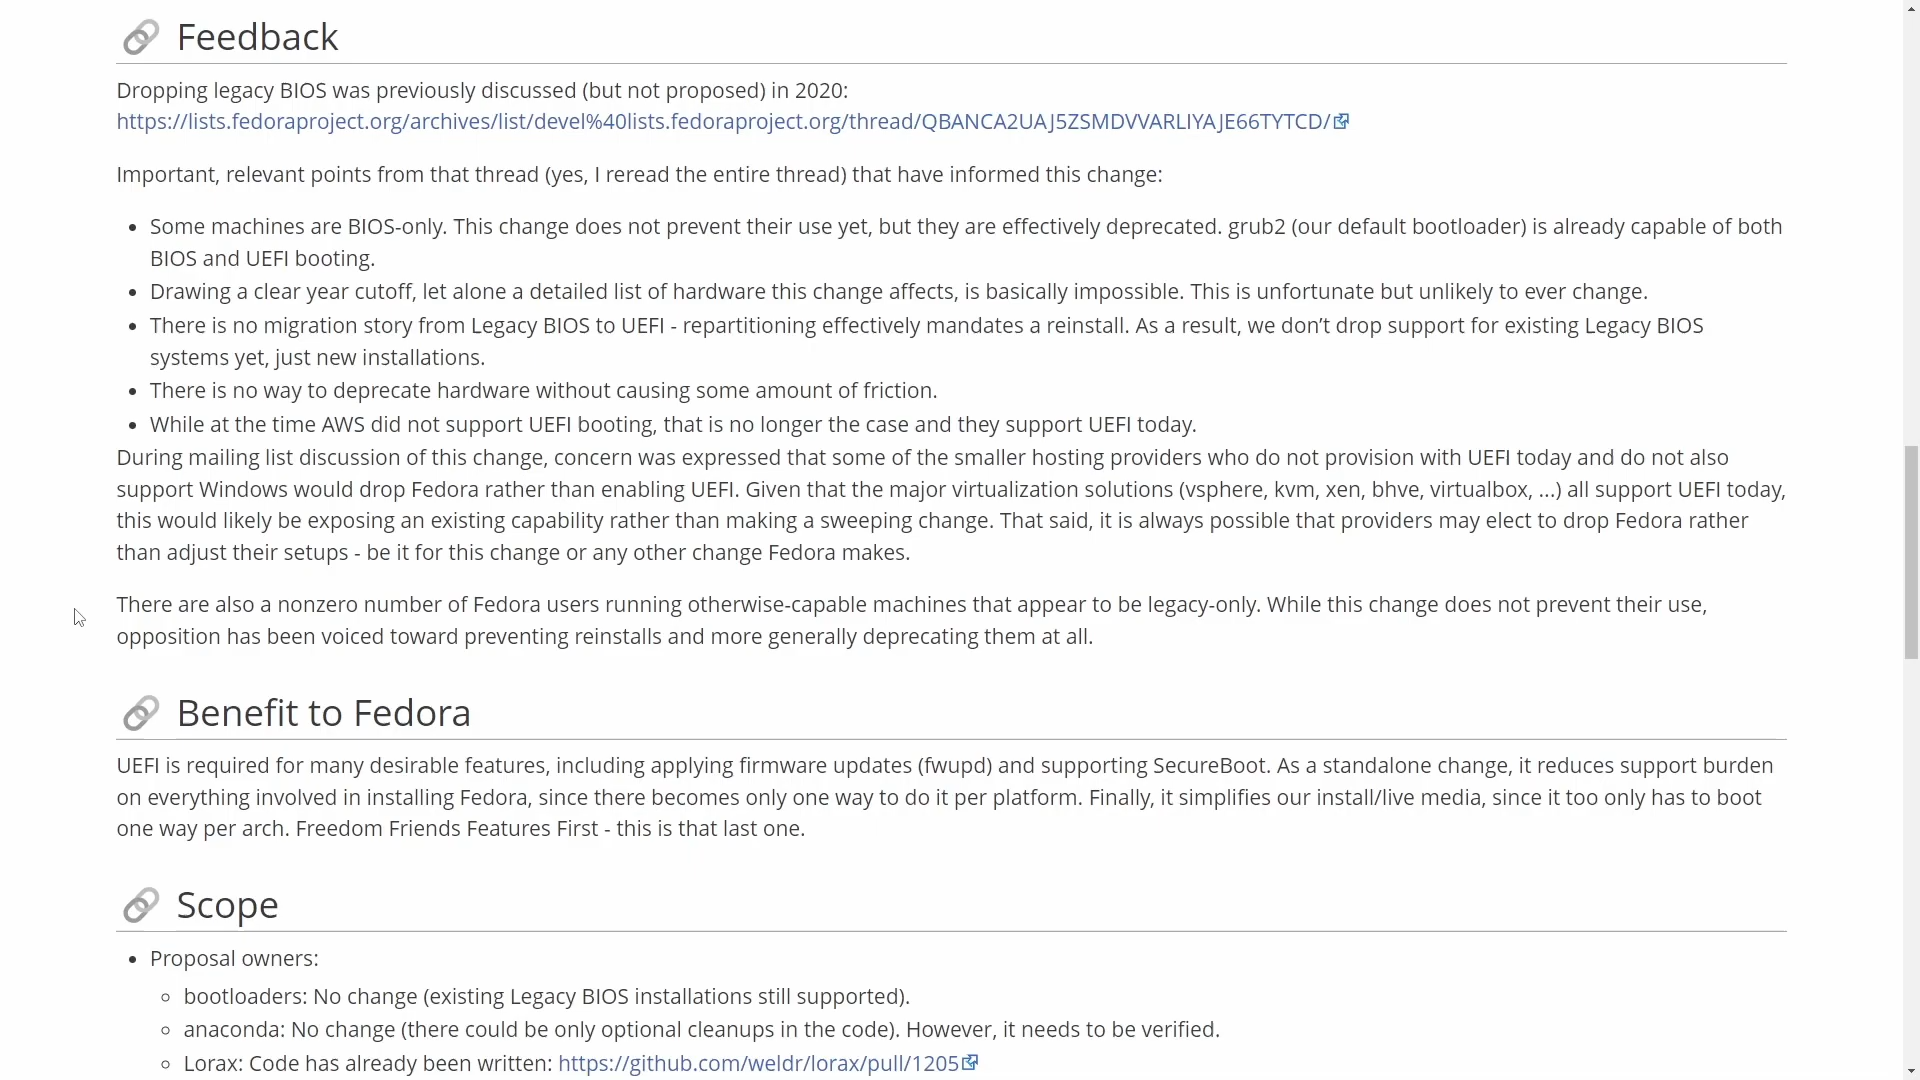 Feedback
Dropping legacy BIOS was previously discussed (but not proposed) in 2020:
https://lists.fedoraproject.org/archives/list/devel%40lists.fedoraproject.org/thread/QBANCA2UAJ5ZSMDVVARLIYAJE66TYTCD/
Important, relevant points from that thread (yes, I reread the entire thread) that have informed this change:
• Some machines are BIOS-only. This change does not prevent their use yet, but they are effectively deprecated. grub2 (our default bootloader) is already capable of both
BIOS and UEFI booting.
• Drawing a clear year cutoff, let alone a detailed list of hardware this change affects, is basically impossible. This is unfortunate but unlikely to ever change.
• There is no migration story from Legacy BIOS to UEFI - repartitioning effectively mandates a reinstall. As a result, we don’t drop support for existing Legacy BIOS
systems yet, just new installations.
• There is no way to deprecate hardware without causing some amount of friction.
• While at the time AWS did not support UEFI booting, that is no longer the case and they support UEFI today.
During mailing list discussion of this change, concern was expressed that some of the smaller hosting providers who do not provision with UEFI today and do not also
support Windows would drop Fedora rather than enabling UEFI. Given that the major virtualization solutions (vsphere, kvm, xen, bhve, virtualbox, ...) all support UEFI today,
this would likely be exposing an existing capability rather than making a sweeping change. That said, it is always possible that providers may elect to drop Fedora rather
than adjust their setups - be it for this change or any other change Fedora makes.
There are also a nonzero number of Fedora users running otherwise-capable machines that appear to be legacy-only. While this change does not prevent their use,
opposition has been voiced toward preventing reinstalls and more generally deprecating them at all.
Benefit to Fedora
UEFI is required for many desirable features, including applying firmware updates (fwupd) and supporting SecureBoot. As a standalone change, it reduces support burden
on everything involved in installing Fedora, since there becomes only one way to do it per platform. Finally, it simplifies our install/live media, since it too only has to boot
one way per arch. Freedom Friends Features First - this is that last one.
Scope
• Proposal owners:
◦ bootloaders: No change (existing Legacy BIOS installations still supported).
◦ anaconda: No change (there could be only optional cleanups in the code). However, it needs to be verified.
◦ Lorax: Code has already been written: https://github.com/weldr/lorax/pull/1205